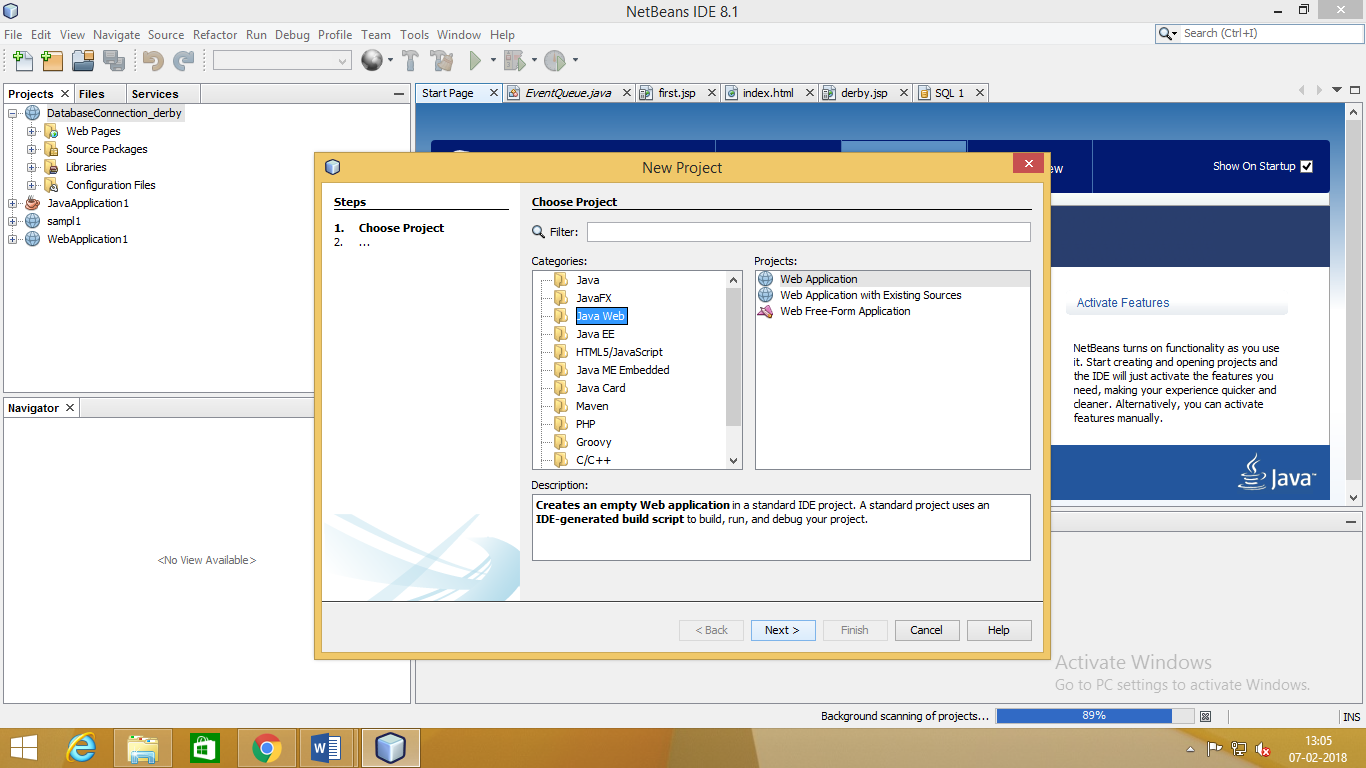 NetBeans IDE 8.1
File Edit View Navigate Source Refactor Run Debug Profile Team Tools Window Help
Search (Ctrl+I)
Projects Files Services
Start Page EventQueue.java first.jsp index.html derby.jsp SQL 1
DatabaseConnection_derby
Web Pages
Source Packages
Libraries
Configuration Files
JavaApplication1
sampl1
WebApplication1
Navigator
<No View Available>
Show On Startup
Activate Features
NetBeans turns on functionality as you use
it. Start creating and opening projects and
the IDE will just activate the features you
need, making your experience quicker and
cleaner. Alternatively, you can activate
features manually.
Java
New Project
Steps
1. Choose Project
2. ...
Choose Project
Filter:
Categories:
Java
JavaFX
Java Web
Java EE
HTML5/JavaScript
Java ME Embedded
Java Card
Maven
PHP
Groovy
C/C++
Projects:
Web Application
Web Application with Existing Sources
Web Free-Form Application
Description:
Creates an empty Web application in a standard IDE project. A standard project uses an
IDE-generated build script to build, run, and debug your project.
< Back Next > Finish Cancel Help
Activate Windows
Go to PC settings to activate Windows.
Background scanning of projects... 89% INS
13:05
07-02-2018